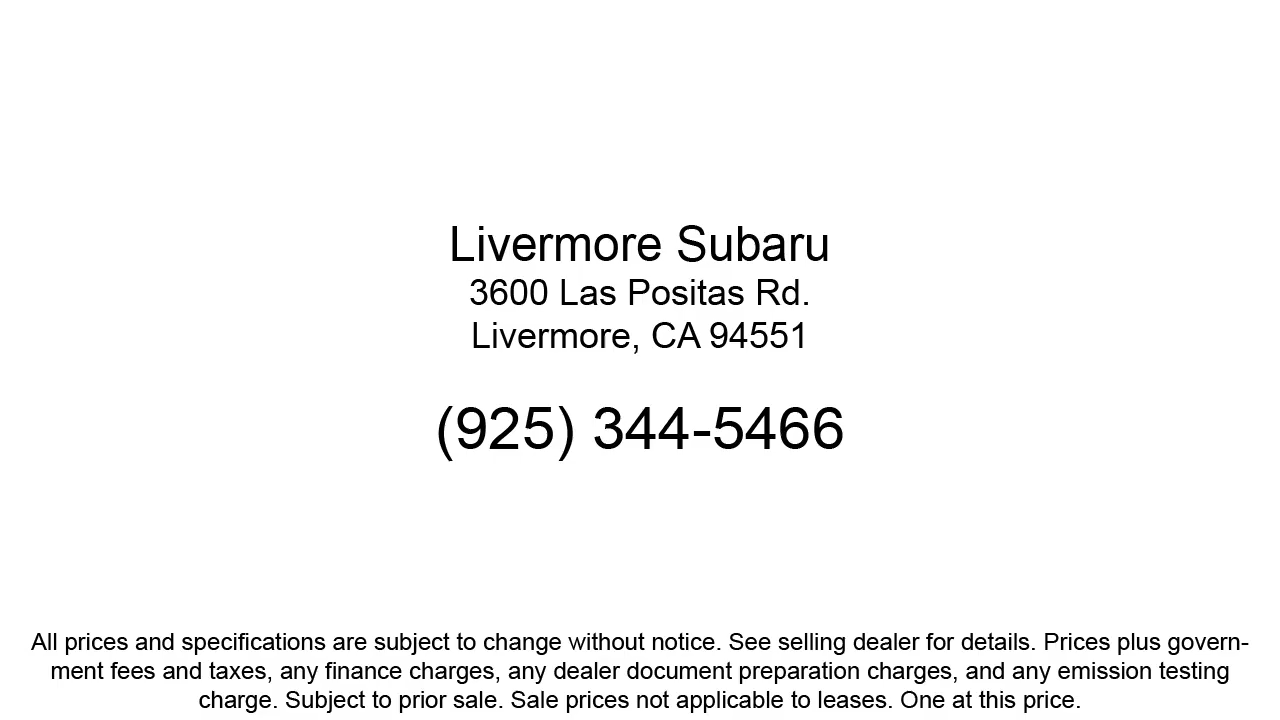 Livermore Subaru
3600 Las Positas Rd.
Livermore, CA 94551
(925) 344-5466
All prices and specifications are subject to change without notice. See selling dealer for details. Prices plus govern-
ment fees and taxes, any finance charges, any dealer document preparation charges, and any emission testing
charge. Subject to prior sale. Sale prices not applicable to leases. One at this price.